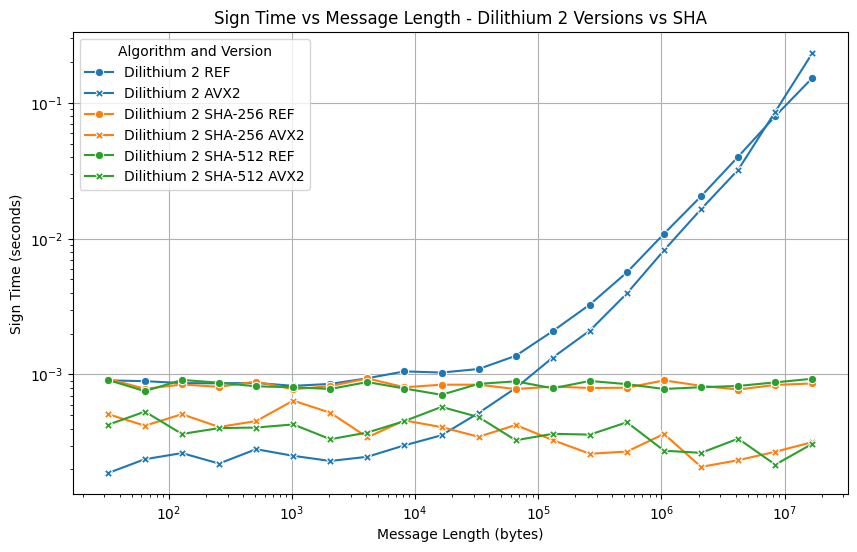 Sign Time vs Message Length - Dilithium 2 Versions vs SHA
Algorithm and Version
Dilithium 2 REF
Dilithium 2 AVX2
Dilithium 2 SHA-256 REF
Dilithium 2 SHA-256 AVX2
Dilithium 2 SHA-512 REF
Dilithium 2 SHA-512 AVX2
Sign Time (seconds)
10⁻¹
10⁻²
10⁻³
10² 10³ 10⁴ 10⁵ 10⁶ 10⁷
Message Length (bytes)